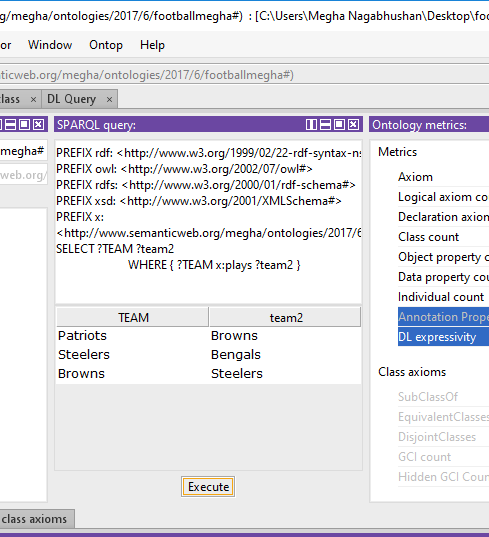 rg/megha/ontologies/2017/6/footballmegha#) : [C:\Users\Megha Nagabhushan\Desktop\foo
or Window Ontop Help
anticweb.org/megha/ontologies/2017/6/footballmegha#)
class × DL Query ×
SPARQL query:
Ontology metrics:
megha#
web.org/
PREFIX rdf: <http://www.w3.org/1999/02/22-rdf-syntax-ns
PREFIX owl: <http://www.w3.org/2002/07/owl#>
PREFIX rdfs: <http://www.w3.org/2000/01/rdf-schema#>
PREFIX xsd: <http://www.w3.org/2001/XMLSchema#>
PREFIX x:
<http://www.semanticweb.org/megha/ontologies/2017/6
SELECT ?TEAM ?team2
WHERE { ?TEAM x:plays ?team2 }
TEAM team2
Patriots Browns
Steelers Bengals
Browns Steelers
Execute
Metrics
Axiom
Logical axiom co
Declaration axion
Class count
Object property c
Data property cou
Individual count
Annotation Prope
DL expressivity
Class axioms
SubClassOf
EquivalentClasses
DisjointClasses
GCI count
Hidden GCI Coun
class axioms